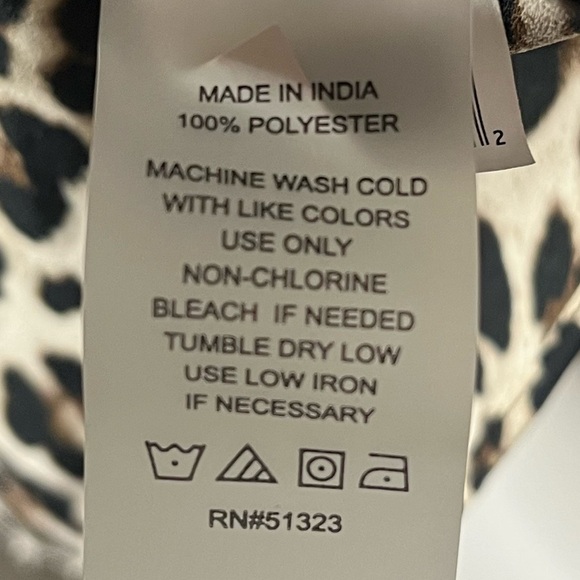 MADE IN INDIA
100% POLYESTER
MACHINE WASH COLD
WITH LIKE COLORS
USE ONLY
NON-CHLORINE
BLEACH IF NEEDED
TUMBLE DRY LOW
USE LOW IRON
IF NECESSARY
RN#51323
2